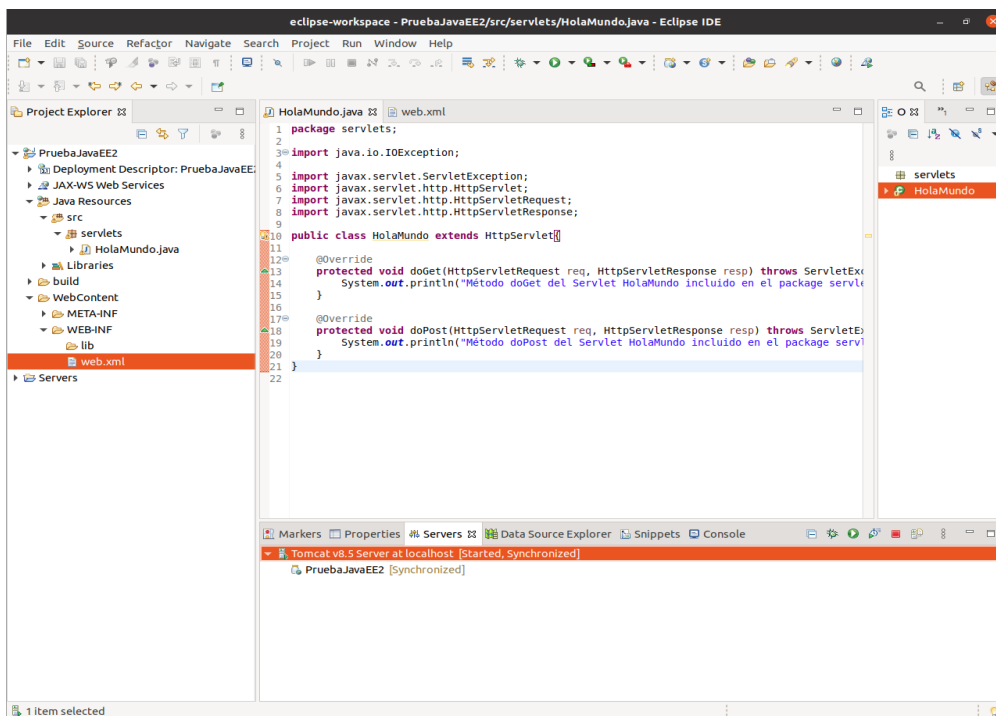 eclipse-workspace - PruebaJavaEE2/src/servlets/HolaMundo.java - Eclipse IDE
File Edit Source Refactor Navigate Search Project Run Window Help
Project Explorer
PruebaJavaEE2
Deployment Descriptor: PruebaJavaEE
JAX-WS Web Services
Java Resources
src
servlets
HolaMundo.java
Libraries
build
WebContent
META-INF
WEB-INF
lib
web.xml
Servers
HolaMundo.java web.xml
1 package servlets;
2
3 import java.io.IOException;
4
5 import javax.servlet.ServletException;
6 import javax.servlet.http.HttpServlet;
7 import javax.servlet.http.HttpServletRequest;
8 import javax.servlet.http.HttpServletResponse;
9
10 public class HolaMundo extends HttpServlet{
11
12 @Override
13 protected void doGet(HttpServletRequest req, HttpServletResponse resp) throws ServletExc
14 System.out.println("Método doGet del Servlet HolaMundo incluido en el package servle
15 }
16
17 @Override
18 protected void doPost(HttpServletRequest req, HttpServletResponse resp) throws ServletE
19 System.out.println("Método doPost del Servlet HolaMundo incluido en el package serv
20 }
21 }
22
O
servlets
HolaMundo
Markers Properties Servers Data Source Explorer Snippets Console
Tomcat v8.5 Server at localhost [Started, Synchronized]
PruebaJavaEE2 [Synchronized]
1 item selected